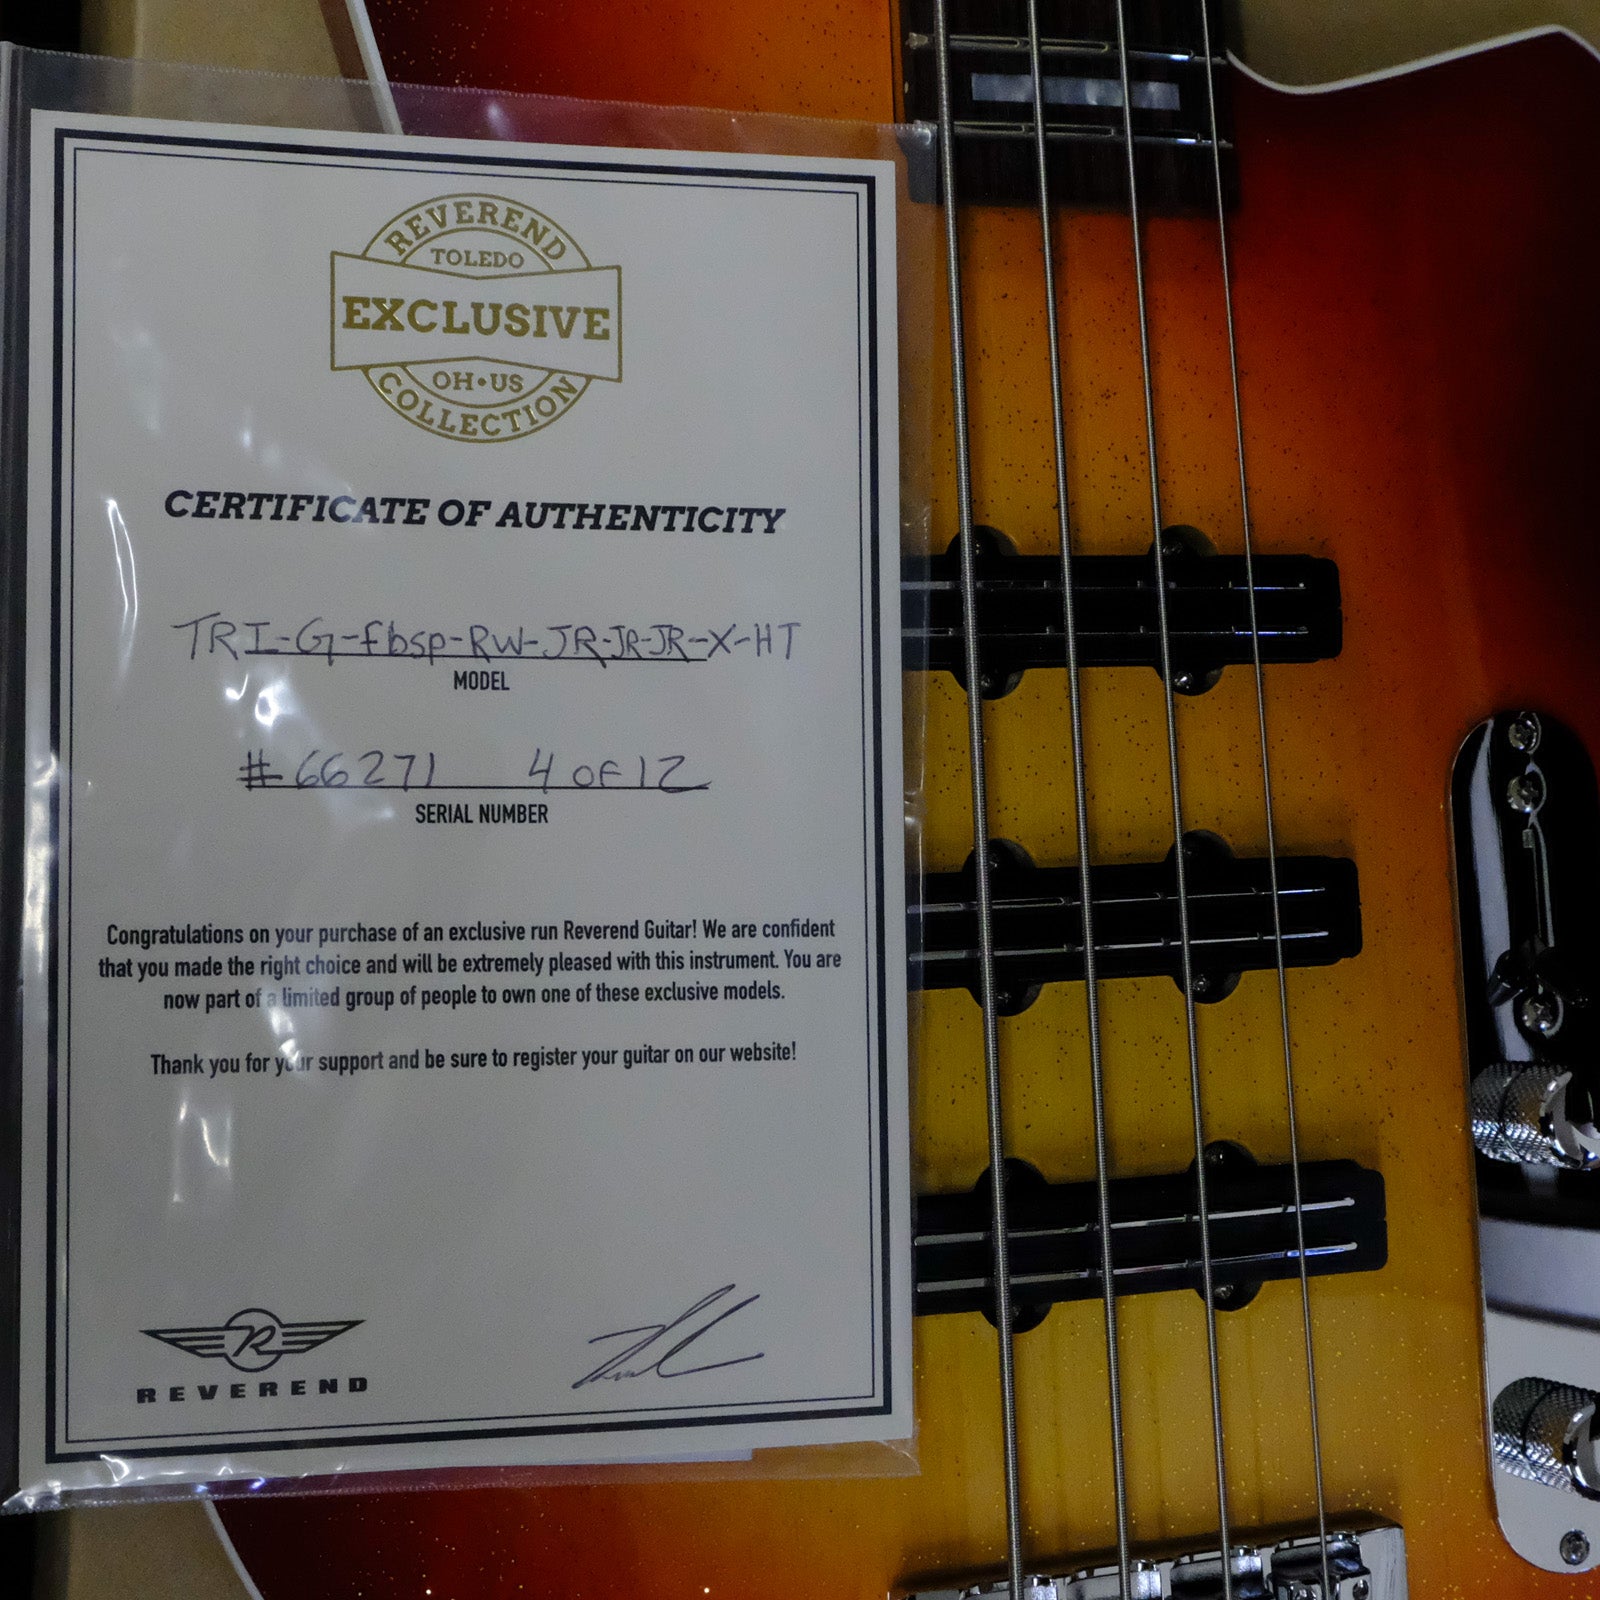 REVEREND
TOLEDO
EXCLUSIVE
OH•US
COLLECTION
CERTIFICATE OF AUTHENTICITY
TRI-G-fbsp-RW-JR-JR-JR-X-HT
MODEL
#66271 4 OF 12
SERIAL NUMBER
Congratulations on your purchase of an exclusive run Reverend Guitar! We are confident
that you made the right choice and will be extremely pleased with this instrument. You are
now part of a limited group of people to own one of these exclusive models.
Thank you for your support and be sure to register your guitar on our website!
R
REVEREND